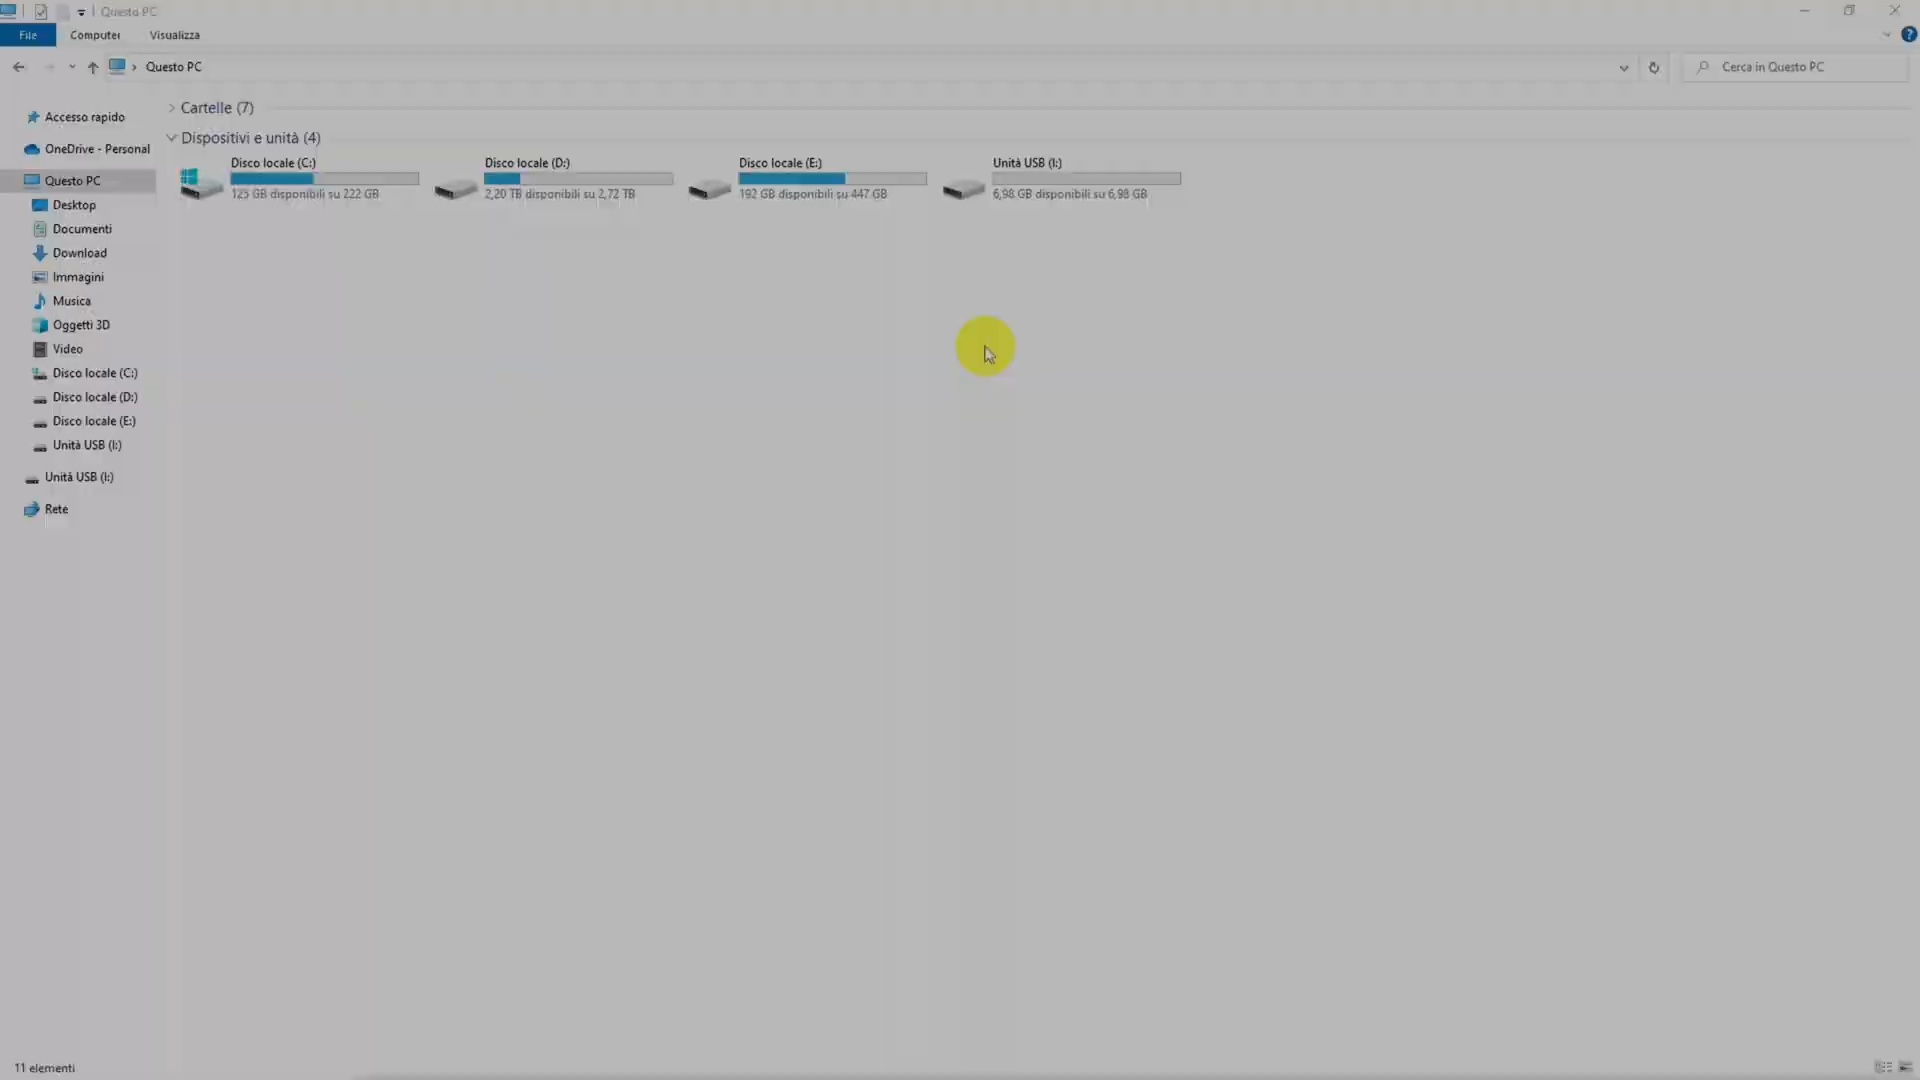 Questo PC
File Computer Visualizza
Questo PC
Cerca in Questo PC
Accesso rapido
OneDrive - Personal
Questo PC
Desktop
Documenti
Download
Immagini
Musica
Oggetti 3D
Video
Disco locale (C:)
Disco locale (D:)
Disco locale (E:)
Unità USB (I:)
Unità USB (I:)
Rete
Cartelle (7)
Dispositivi e unità (4)
Disco locale (C:)
125 GB disponibili su 222 GB
Disco locale (D:)
2,20 TB disponibili su 2,72 TB
Disco locale (E:)
192 GB disponibili su 447 GB
Unità USB (I:)
6,98 GB disponibili su 6,98 GB
11 elementi